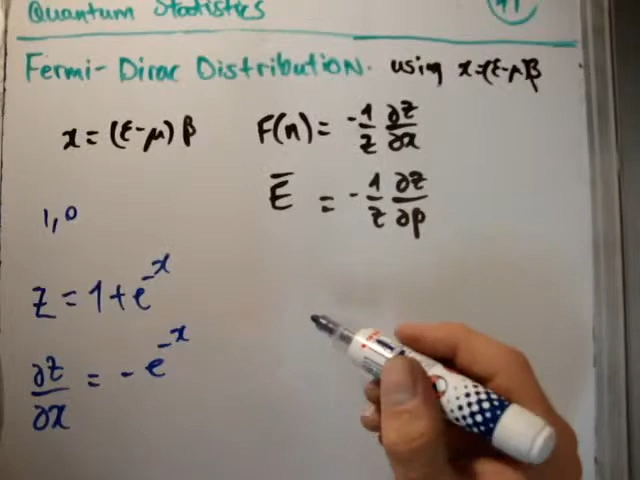 Quantum Statistics
Fermi-Dirac Distribution. using x=(ε-μ)β
x = (ε-μ) β
F(n) = -1/z ∂z/∂x
E̅ = -1/z ∂z/∂β
1, 0
z = 1 + e^-x
∂z/∂x = - e^-x